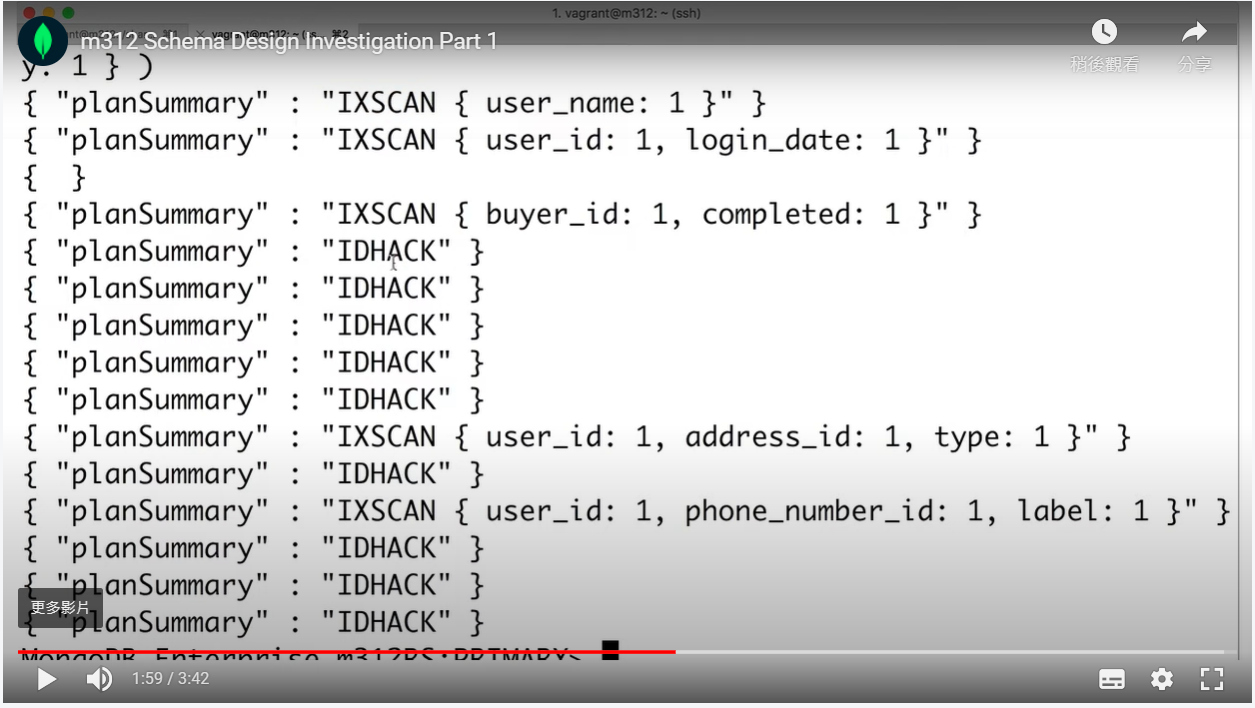 1. vagrant@m312: ~ (ssh)
m312 Schema Design Investigation Part 1
稍後觀看
分享
y: 1 } )
{ "planSummary" : "IXSCAN { user_name: 1 }" }
{ "planSummary" : "IXSCAN { user_id: 1, login_date: 1 }" }
{  }
{ "planSummary" : "IXSCAN { buyer_id: 1, completed: 1 }" }
{ "planSummary" : "IDHACK" }
{ "planSummary" : "IDHACK" }
{ "planSummary" : "IDHACK" }
{ "planSummary" : "IDHACK" }
{ "planSummary" : "IDHACK" }
{ "planSummary" : "IXSCAN { user_id: 1, address_id: 1, type: 1 }" }
{ "planSummary" : "IDHACK" }
{ "planSummary" : "IXSCAN { user_id: 1, phone_number_id: 1, label: 1 }" }
{ "planSummary" : "IDHACK" }
{ "planSummary" : "IDHACK" }
更多影片
{ "planSummary" : "IDHACK" }
MongoDB Enterprise m312RS:PRIMARY>
1:59 / 3:42